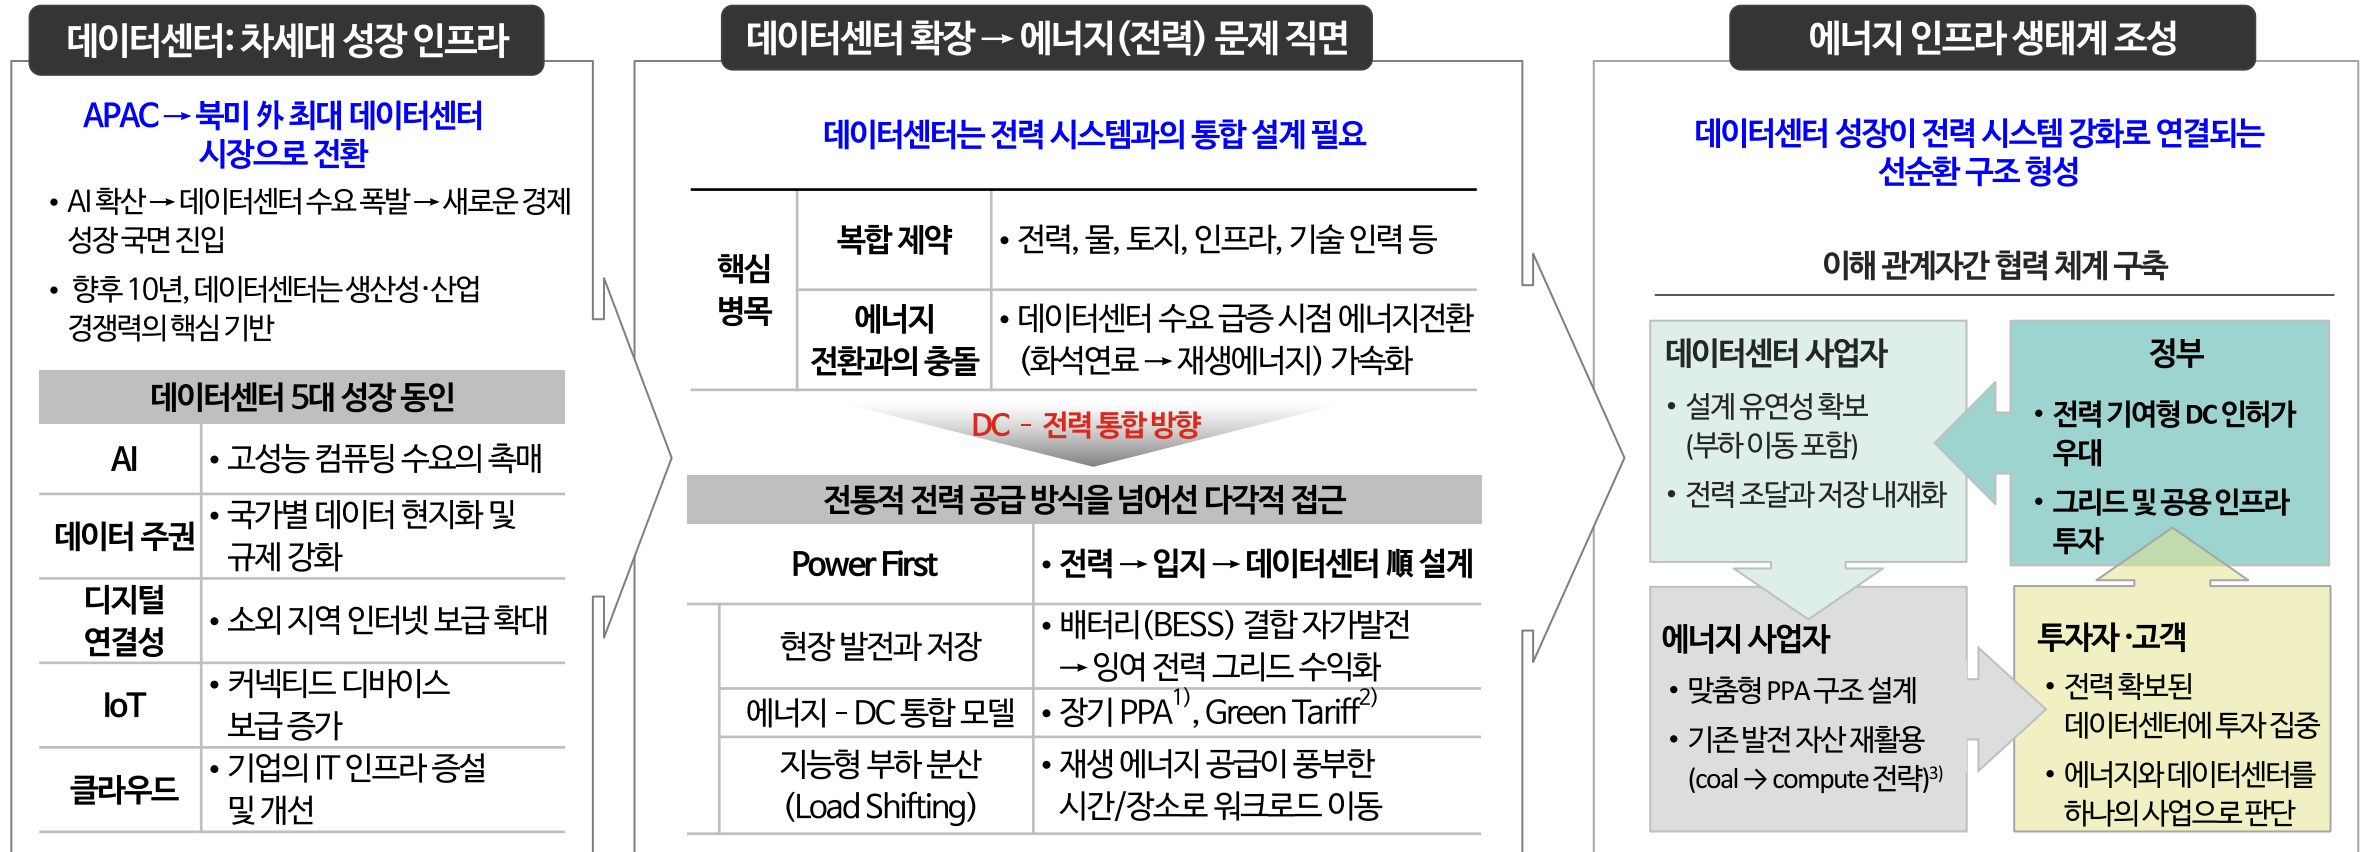 데이터센터: 차세대 성장 인프라
APAC → 북미 外 최대 데이터센터
시장으로 전환
• AI 확산 → 데이터센터 수요 폭발 → 새로운 경제
성장 국면 진입
• 향후 10년, 데이터센터는 생산성·산업
경쟁력의 핵심 기반
데이터센터 5대 성장 동인
AI
• 고성능 컴퓨팅 수요의 촉매
데이터 주권
• 국가별 데이터 현지화 및
규제 강화
디지털
연결성
• 소외 지역 인터넷 보급 확대
IoT
• 커넥티드 디바이스
보급 증가
클라우드
• 기업의 IT 인프라 증설
및 개선
데이터센터 확장 → 에너지(전력) 문제 직면
데이터센터는 전력 시스템과의 통합 설계 필요
핵심
병목
복합 제약
• 전력, 물, 토지, 인프라, 기술 인력 등
에너지
전환과의 충돌
• 데이터센터 수요 급증 시점 에너지전환
(화석연료 → 재생에너지) 가속화
DC - 전력 통합 방향
전통적 전력 공급 방식을 넘어선 다각적 접근
Power First
• 전력 → 입지 → 데이터센터 順 설계
현장 발전과 저장
• 배터리(BESS) 결합 자가발전
→ 잉여 전력 그리드 수익화
에너지 - DC 통합 모델
• 장기 PPA1), Green Tariff2)
지능형 부하 분산
(Load Shifting)
• 재생 에너지 공급이 풍부한
시간/장소로 워크로드 이동
에너지 인프라 생태계 조성
데이터센터 성장이 전력 시스템 강화로 연결되는
선순환 구조 형성
이해 관계자간 협력 체계 구축
데이터센터 사업자
• 설계 유연성 확보
(부하 이동 포함)
• 전력 조달과 저장 내재화
정부
• 전력 기여형 DC 인허가
우대
• 그리드 및 공용 인프라
투자
에너지 사업자
• 맞춤형 PPA 구조 설계
• 기존 발전 자산 재활용
(coal → compute 전략)3)
투자자·고객
• 전력 확보된
데이터센터에 투자 집중
• 에너지와 데이터센터를
하나의 사업으로 판단